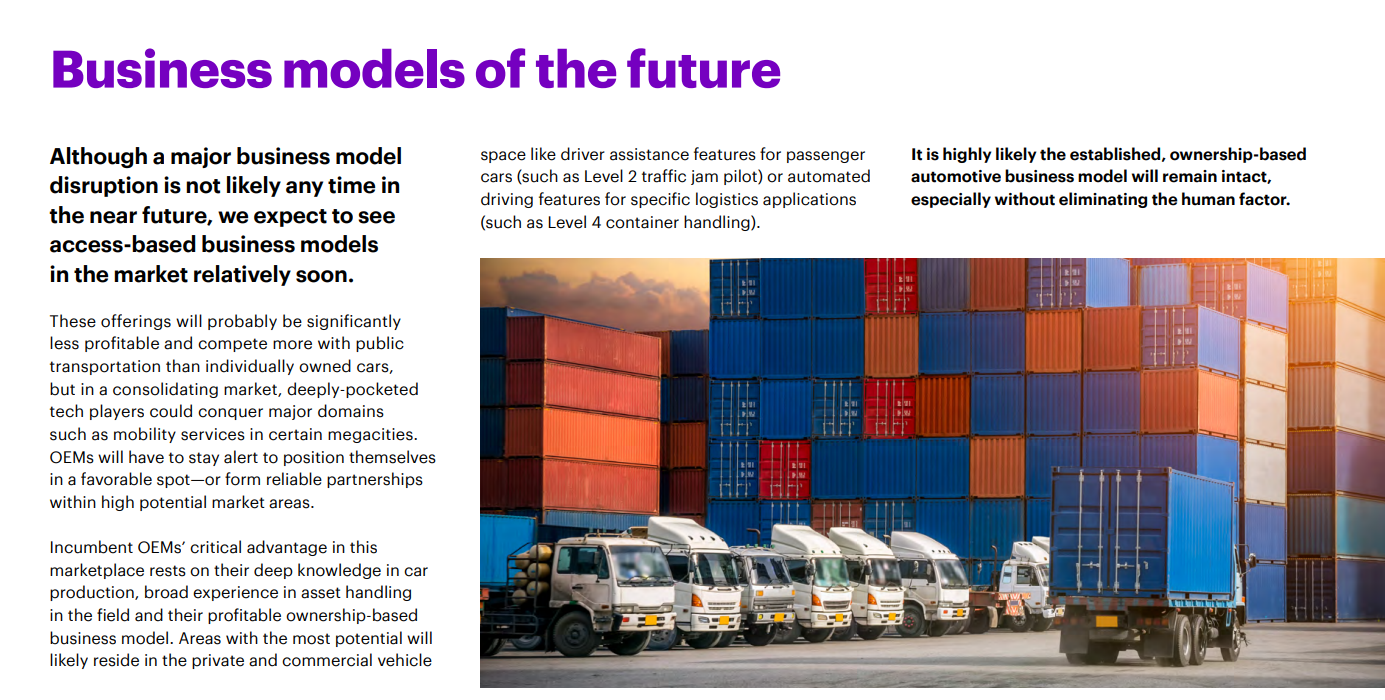 Business models of the future
Although a major business model
disruption is not likely any time in
the near future, we expect to see
access-based business models
in the market relatively soon.
These offerings will probably be significantly
less profitable and compete more with public
transportation than individually owned cars,
but in a consolidating market, deeply-pocketed
tech players could conquer major domains
such as mobility services in certain megacities.
OEMs will have to stay alert to position themselves
in a favorable spot—or form reliable partnerships
within high potential market areas.
Incumbent OEMs’ critical advantage in this
marketplace rests on their deep knowledge in car
production, broad experience in asset handling
in the field and their profitable ownership-based
business model. Areas with the most potential will
likely reside in the private and commercial vehicle
space like driver assistance features for passenger
cars (such as Level 2 traffic jam pilot) or automated
driving features for specific logistics applications
(such as Level 4 container handling).
It is highly likely the established, ownership-based
automotive business model will remain intact,
especially without eliminating the human factor.